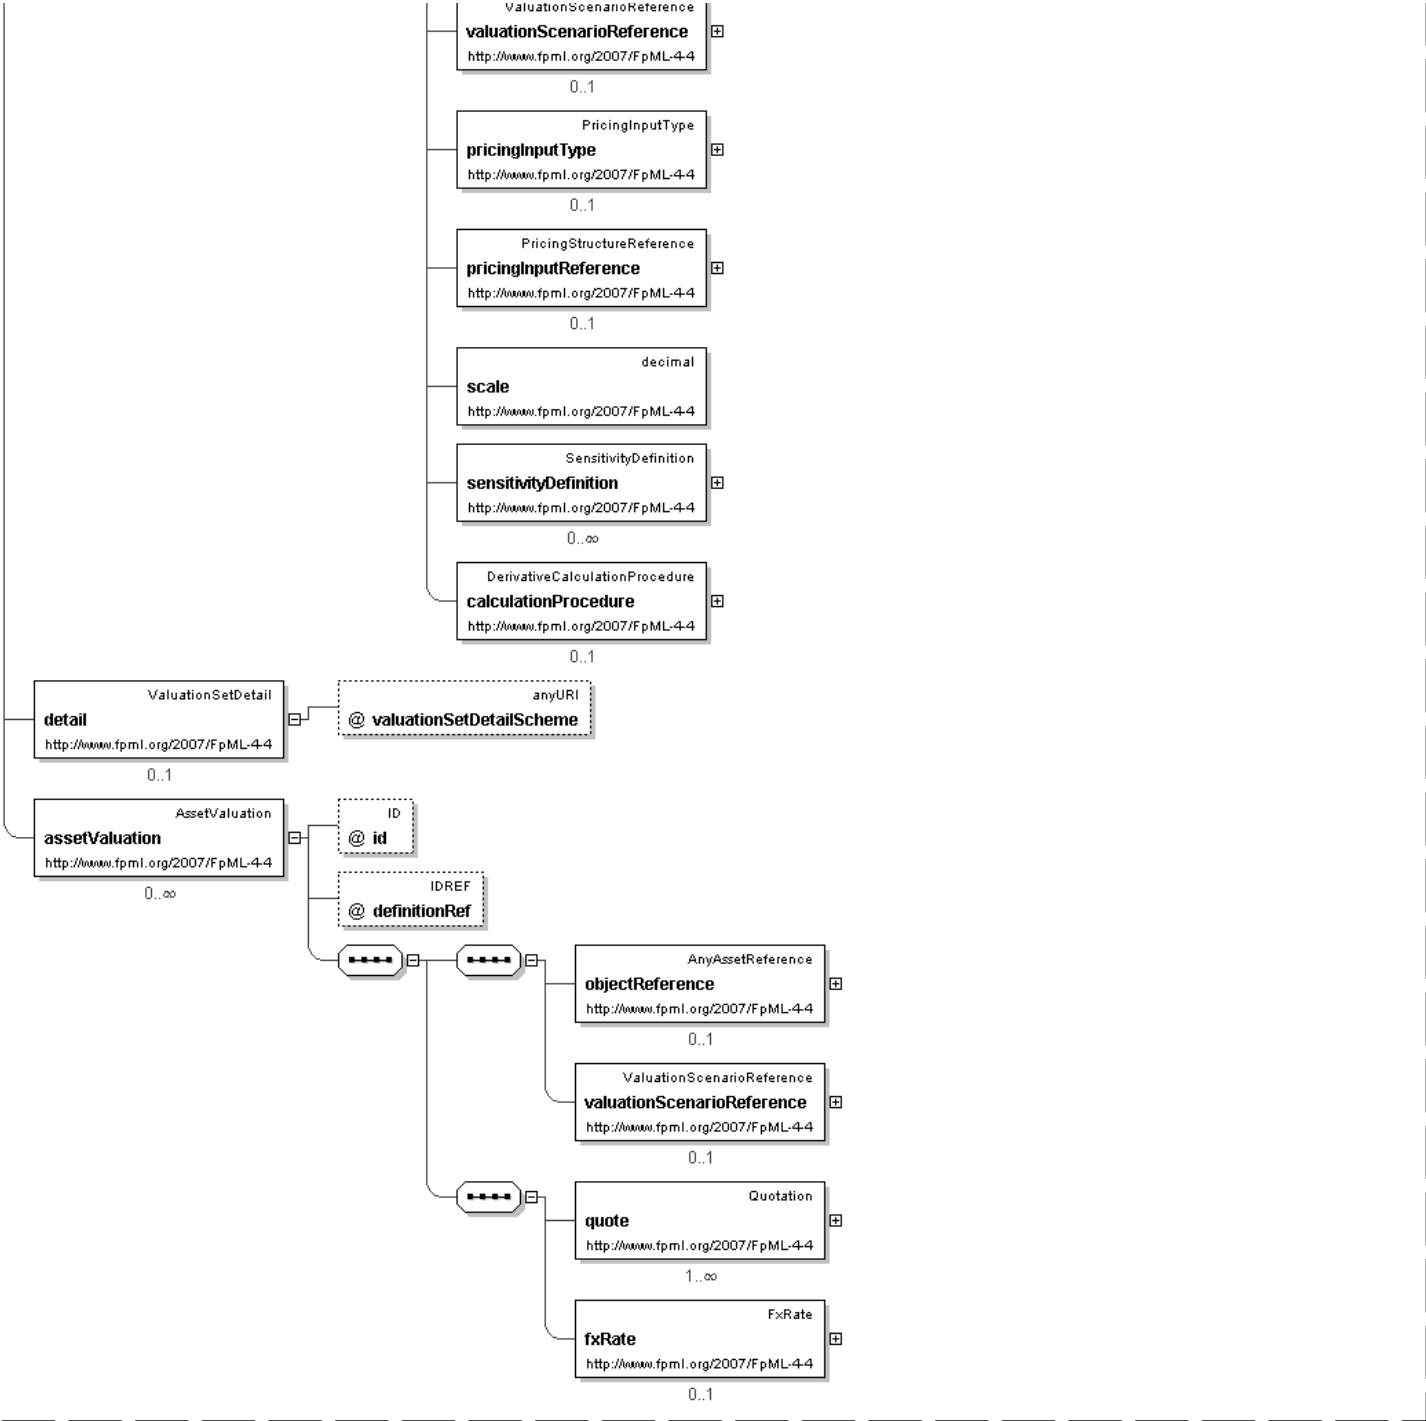 ValuationScenarioReference
valuationScenarioReference
http://www.fpml.org/2007/FpML-4-4
0..1
PricingInputType
pricingInputType
http://www.fpml.org/2007/FpML-4-4
0..1
PricingStructureReference
pricingInputReference
http://www.fpml.org/2007/FpML-4-4
0..1
decimal
scale
http://www.fpml.org/2007/FpML-4-4
SensitivityDefinition
sensitivityDefinition
http://www.fpml.org/2007/FpML-4-4
0..∞
DerivativeCalculationProcedure
calculationProcedure
http://www.fpml.org/2007/FpML-4-4
0..1
ValuationSetDetail
detail
http://www.fpml.org/2007/FpML-4-4
0..1
anyURI
@ valuationSetDetailScheme
AssetValuation
assetValuation
http://www.fpml.org/2007/FpML-4-4
0..∞
ID
@ id
IDREF
@ definitionRef
AnyAssetReference
objectReference
http://www.fpml.org/2007/FpML-4-4
0..1
ValuationScenarioReference
valuationScenarioReference
http://www.fpml.org/2007/FpML-4-4
0..1
Quotation
quote
http://www.fpml.org/2007/FpML-4-4
1..∞
FxRate
fxRate
http://www.fpml.org/2007/FpML-4-4
0..1